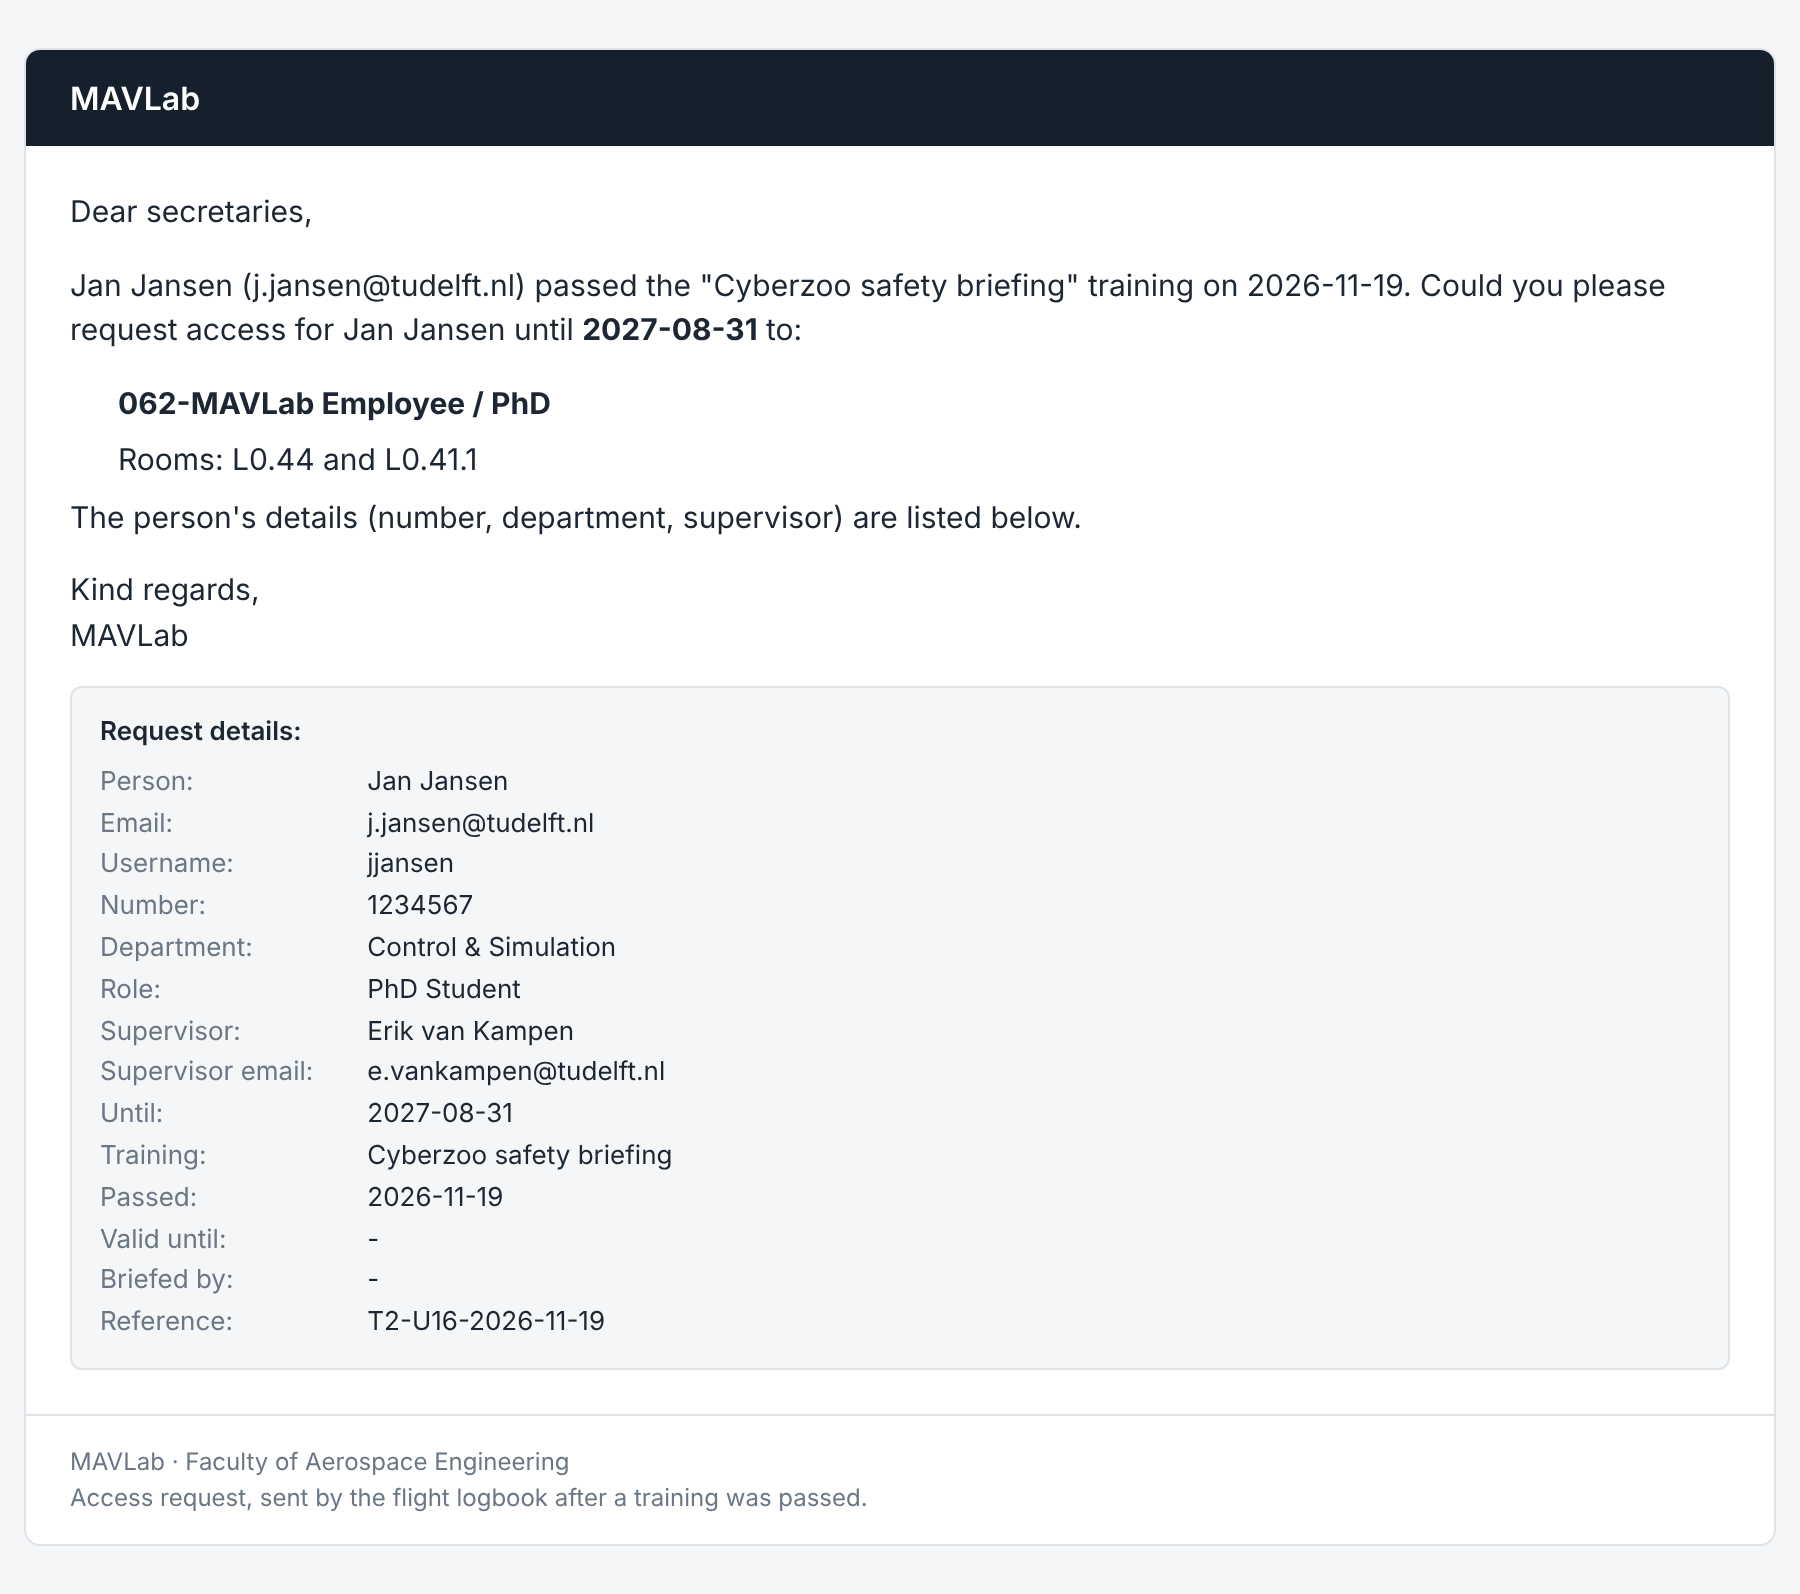 MAVLab
Dear secretaries,
Jan Jansen (j.jansen@tudelft.nl) passed the "Cyberzoo safety briefing" training on 2026-11-19. Could you please
request access for Jan Jansen until 2027-08-31 to:
062-MAVLab Employee / PhD
Rooms: L0.44 and L0.41.1
The person's details (number, department, supervisor) are listed below.
Kind regards,
MAVLab
Request details:
Person: Jan Jansen
Email: j.jansen@tudelft.nl
Username: jjansen
Number: 1234567
Department: Control & Simulation
Role: PhD Student
Supervisor: Erik van Kampen
Supervisor email: e.vankampen@tudelft.nl
Until: 2027-08-31
Training: Cyberzoo safety briefing
Passed: 2026-11-19
Valid until: -
Briefed by: -
Reference: T2-U16-2026-11-19
MAVLab · Faculty of Aerospace Engineering
Access request, sent by the flight logbook after a training was passed.